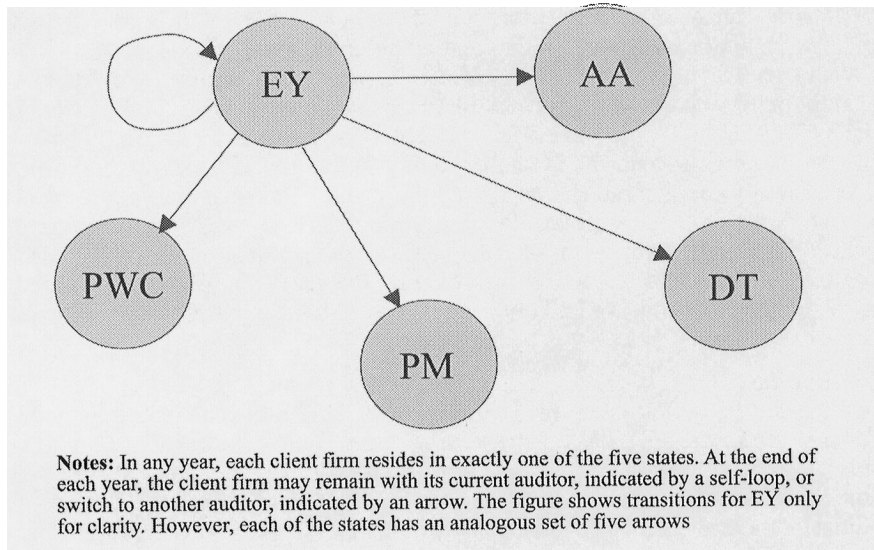 EY
AA
PWC
DT
PM
Notes: In any year, each client firm resides in exactly one of the five states. At the end of
each year, the client firm may remain with its current auditor, indicated by a self-loop, or
switch to another auditor, indicated by an arrow. The figure shows transitions for EY only
for clarity. However, each of the states has an analogous set of five arrows